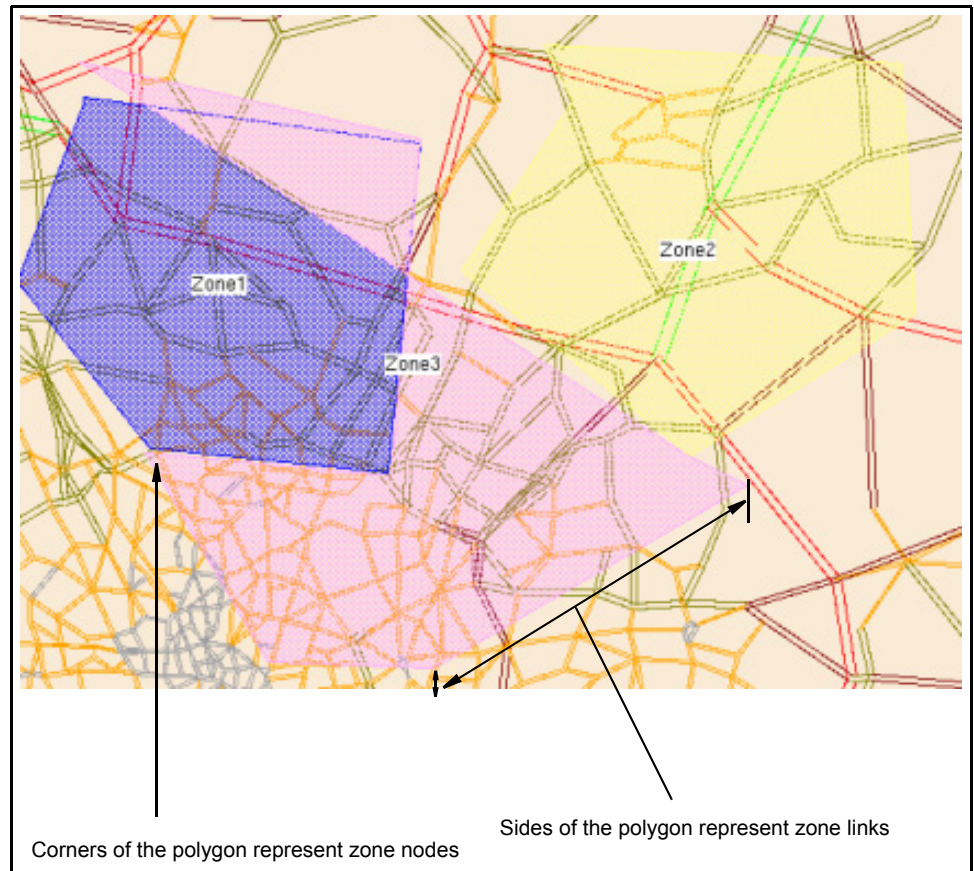 Zone2
Zone1
Zone3
Sides of the polygon represent zone links
Corners of the polygon represent zone nodes